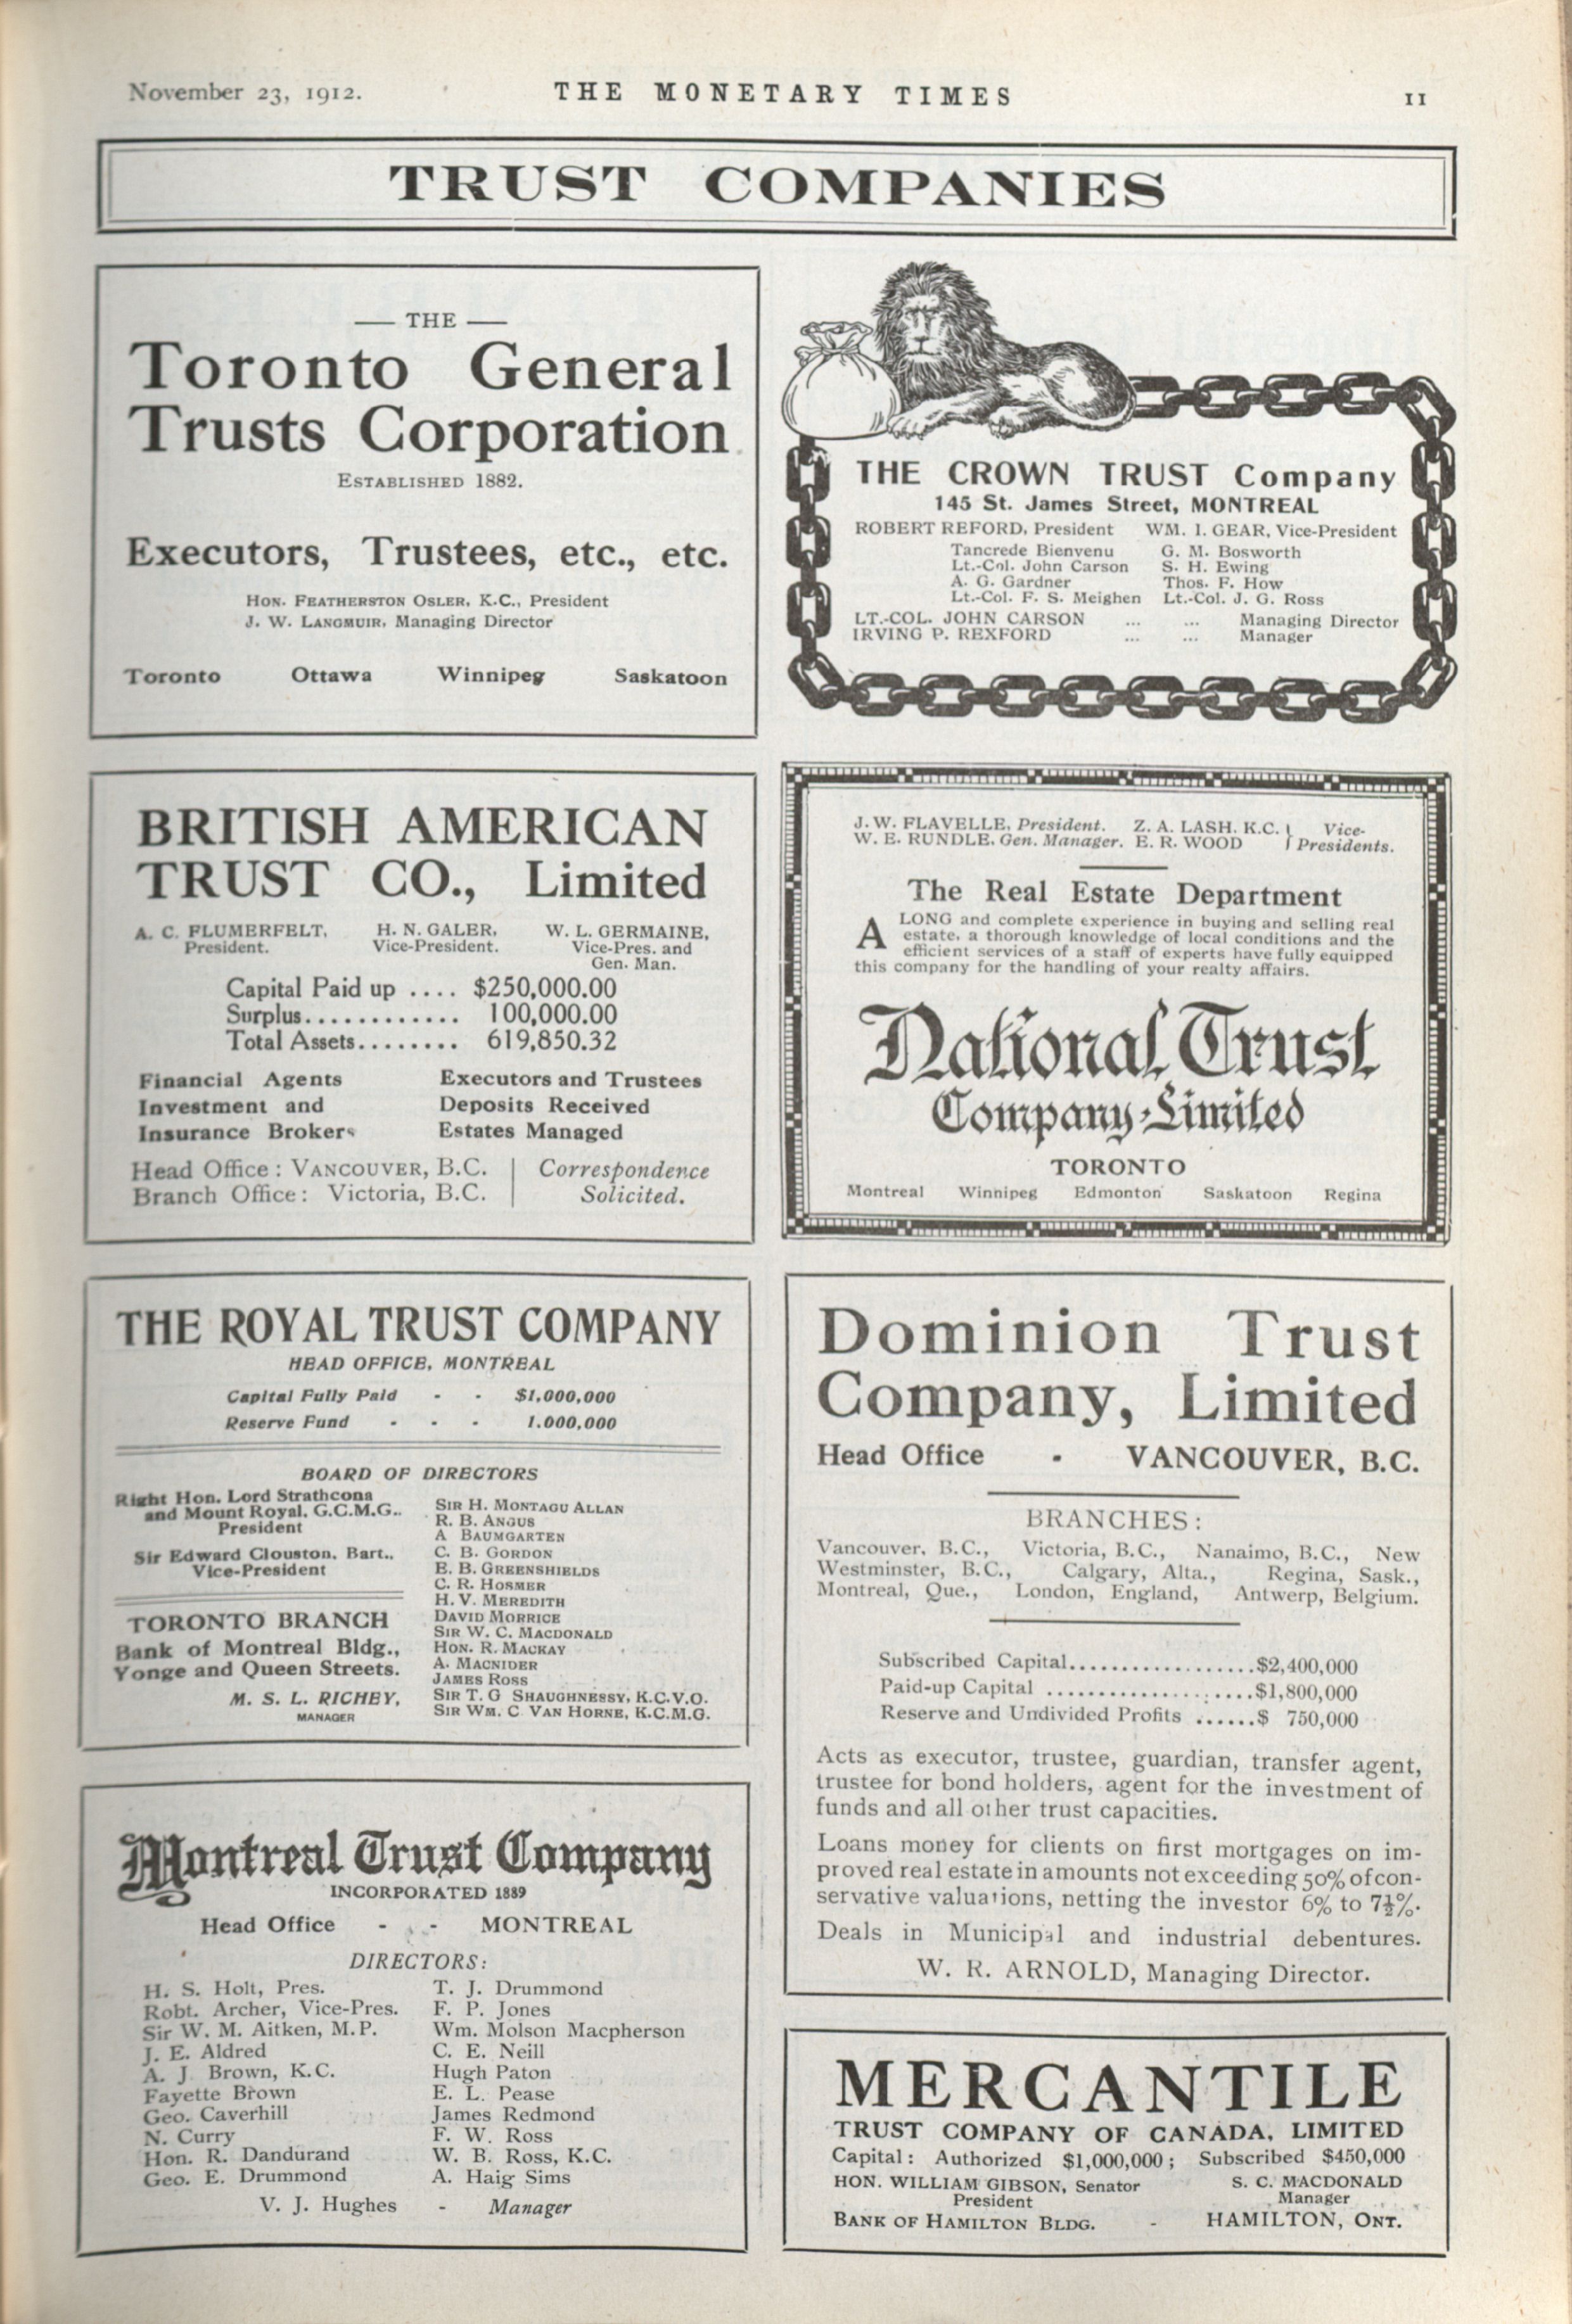 November 23, 1912.
THE MONETARY TIMES
11
TRUST COMPANIES
— THE —
Toronto General
Trusts Corporation
ESTABLISHED 1882.
Executors, Trustees, etc., etc.
HON. FEATHERSTON OSLER, K.C., President
J. W. LANGMUIR, Managing Director
Toronto Ottawa Winnipeg Saskatoon
THE CROWN TRUST Company
145 St. James Street, MONTREAL
ROBERT REFORD, President WM. I. GEAR, Vice-President
Tancrede Bienvenu G. M. Bosworth
Lt.-Col. John Carson S. H. Ewing
A. G. Gardner Thos. F. How
Lt.-Col. F. S. Meighen Lt.-Col. J. G. Ross
LT.-COL. JOHN CARSON ... ... Managing Director
IRVING P. REXFORD ... ... Manager
BRITISH AMERICAN
TRUST CO., Limited
A. C. FLUMERFELT, H. N. GALER, W. L. GERMAINE,
President. Vice-President. Vice-Pres. and
Gen. Man.
Capital Paid up .... $250,000.00
Surplus............ 100,000.00
Total Assets........ 619,850.32
Financial Agents Executors and Trustees
Investment and Deposits Received
Insurance Brokers Estates Managed
Head Office : VANCOUVER, B.C. Correspondence
Branch Office : Victoria, B.C. Solicited.
J. W. FLAVELLE, President. Z. A. LASH, K.C. } Vice-
W. E. RUNDLE, Gen. Manager. E. R. WOOD } Presidents.
The Real Estate Department
A LONG and complete experience in buying and selling real
estate, a thorough knowledge of local conditions and the
efficient services of a staff of experts have fully equipped
this company for the handling of your realty affairs.
National Trust
Company Limited
TORONTO
Montreal Winnipeg Edmonton Saskatoon Regina
THE ROYAL TRUST COMPANY
HEAD OFFICE, MONTREAL
Capital Fully Paid - - $1,000,000
Reserve Fund - - - 1,000,000
BOARD OF DIRECTORS
Right Hon. Lord Strathcona
and Mount Royal, G.C.M.G.,
President
Sir Edward Clouston, Bart.,
Vice-President
TORONTO BRANCH
Bank of Montreal Bldg.,
Yonge and Queen Streets.
M. S. L. RICHEY,
MANAGER
SIR H. MONTAGU ALLAN
R. B. ANGUS
A BAUMGARTEN
C. B. GORDON
E. B. GREENSHIELDS
C. R. HOSMER
H. V. MEREDITH
DAVID MORRICE
SIR W. C. MACDONALD
HON. R. MACKAY
A. MACNIDER
JAMES ROSS
SIR T. G SHAUGHNESSY, K.C.V.O.
SIR WM. C VAN HORNE, K.C.M.G.
Dominion Trust
Company, Limited
Head Office - VANCOUVER, B.C.
BRANCHES :
Vancouver, B.C., Victoria, B.C., Nanaimo, B.C., New
Westminster, B.C., Calgary, Alta., Regina, Sask.,
Montreal, Que., London, England, Antwerp, Belgium.
Subscribed Capital...................$2,400,000
Paid-up Capital .....................$1,800,000
Reserve and Undivided Profits ......$ 750,000
Acts as executor, trustee, guardian, transfer agent,
trustee for bond holders, agent for the investment of
funds and all other trust capacities.
Loans money for clients on first mortgages on im-
proved real estate in amounts not exceeding 50% of con-
servative valuations, netting the investor 6% to 7½%.
Deals in Municipal and industrial debentures.
W. R. ARNOLD, Managing Director.
Montreal Trust Company
INCORPORATED 1889
Head Office - - MONTREAL
DIRECTORS:
H. S. Holt, Pres. T. J. Drummond
Robt. Archer, Vice-Pres. F. P. Jones
Sir W. M. Aitken, M.P. Wm. Molson Macpherson
J. E. Aldred C. E. Neill
A. J. Brown, K.C. Hugh Paton
Fayette Brown E. L. Pease
Geo. Caverhill James Redmond
N. Curry F. W. Ross
Hon. R. Dandurand W. B. Ross, K.C.
Geo. E. Drummond A. Haig Sims
V. J. Hughes - Manager
MERCANTILE
TRUST COMPANY OF CANADA, LIMITED
Capital : Authorized $1,000,000 ; Subscribed $450,000
HON. WILLIAM GIBSON, Senator S. C. MACDONALD
President Manager
BANK OF HAMILTON BLDG. - HAMILTON, ONT.